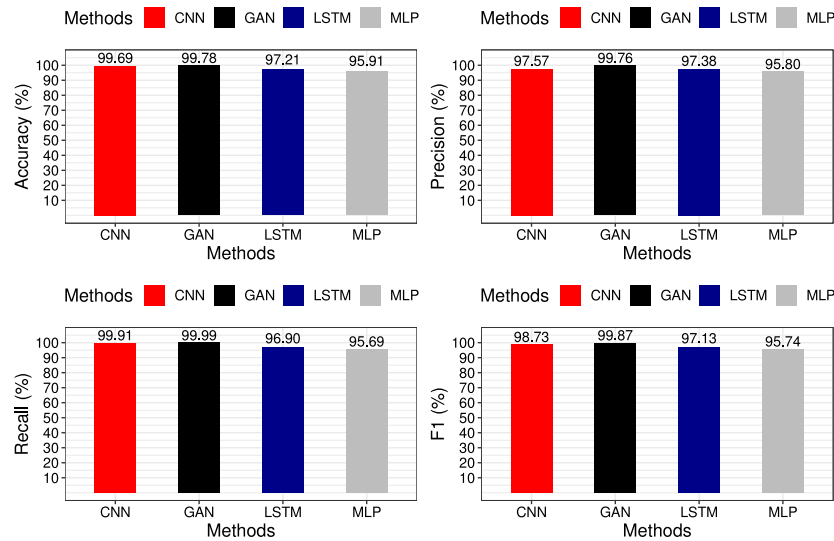 Methods CNN GAN LSTM MLP
99.69 99.78 97.21 95.91
100
90
80
70
60
50
40
30
20
10
Accuracy (%)
CNN GAN LSTM MLP
Methods
Methods CNN GAN LSTM MLP
97.57 99.76 97.38 95.80
100
90
80
70
60
50
40
30
20
10
Precision (%)
CNN GAN LSTM MLP
Methods
Methods CNN GAN LSTM MLP
99.91 99.99 96.90 95.69
100
90
80
70
60
50
40
30
20
10
Recall (%)
CNN GAN LSTM MLP
Methods
Methods CNN GAN LSTM MLP
98.73 99.87 97.13 95.74
100
90
80
70
60
50
40
30
20
10
F1 (%)
CNN GAN LSTM MLP
Methods